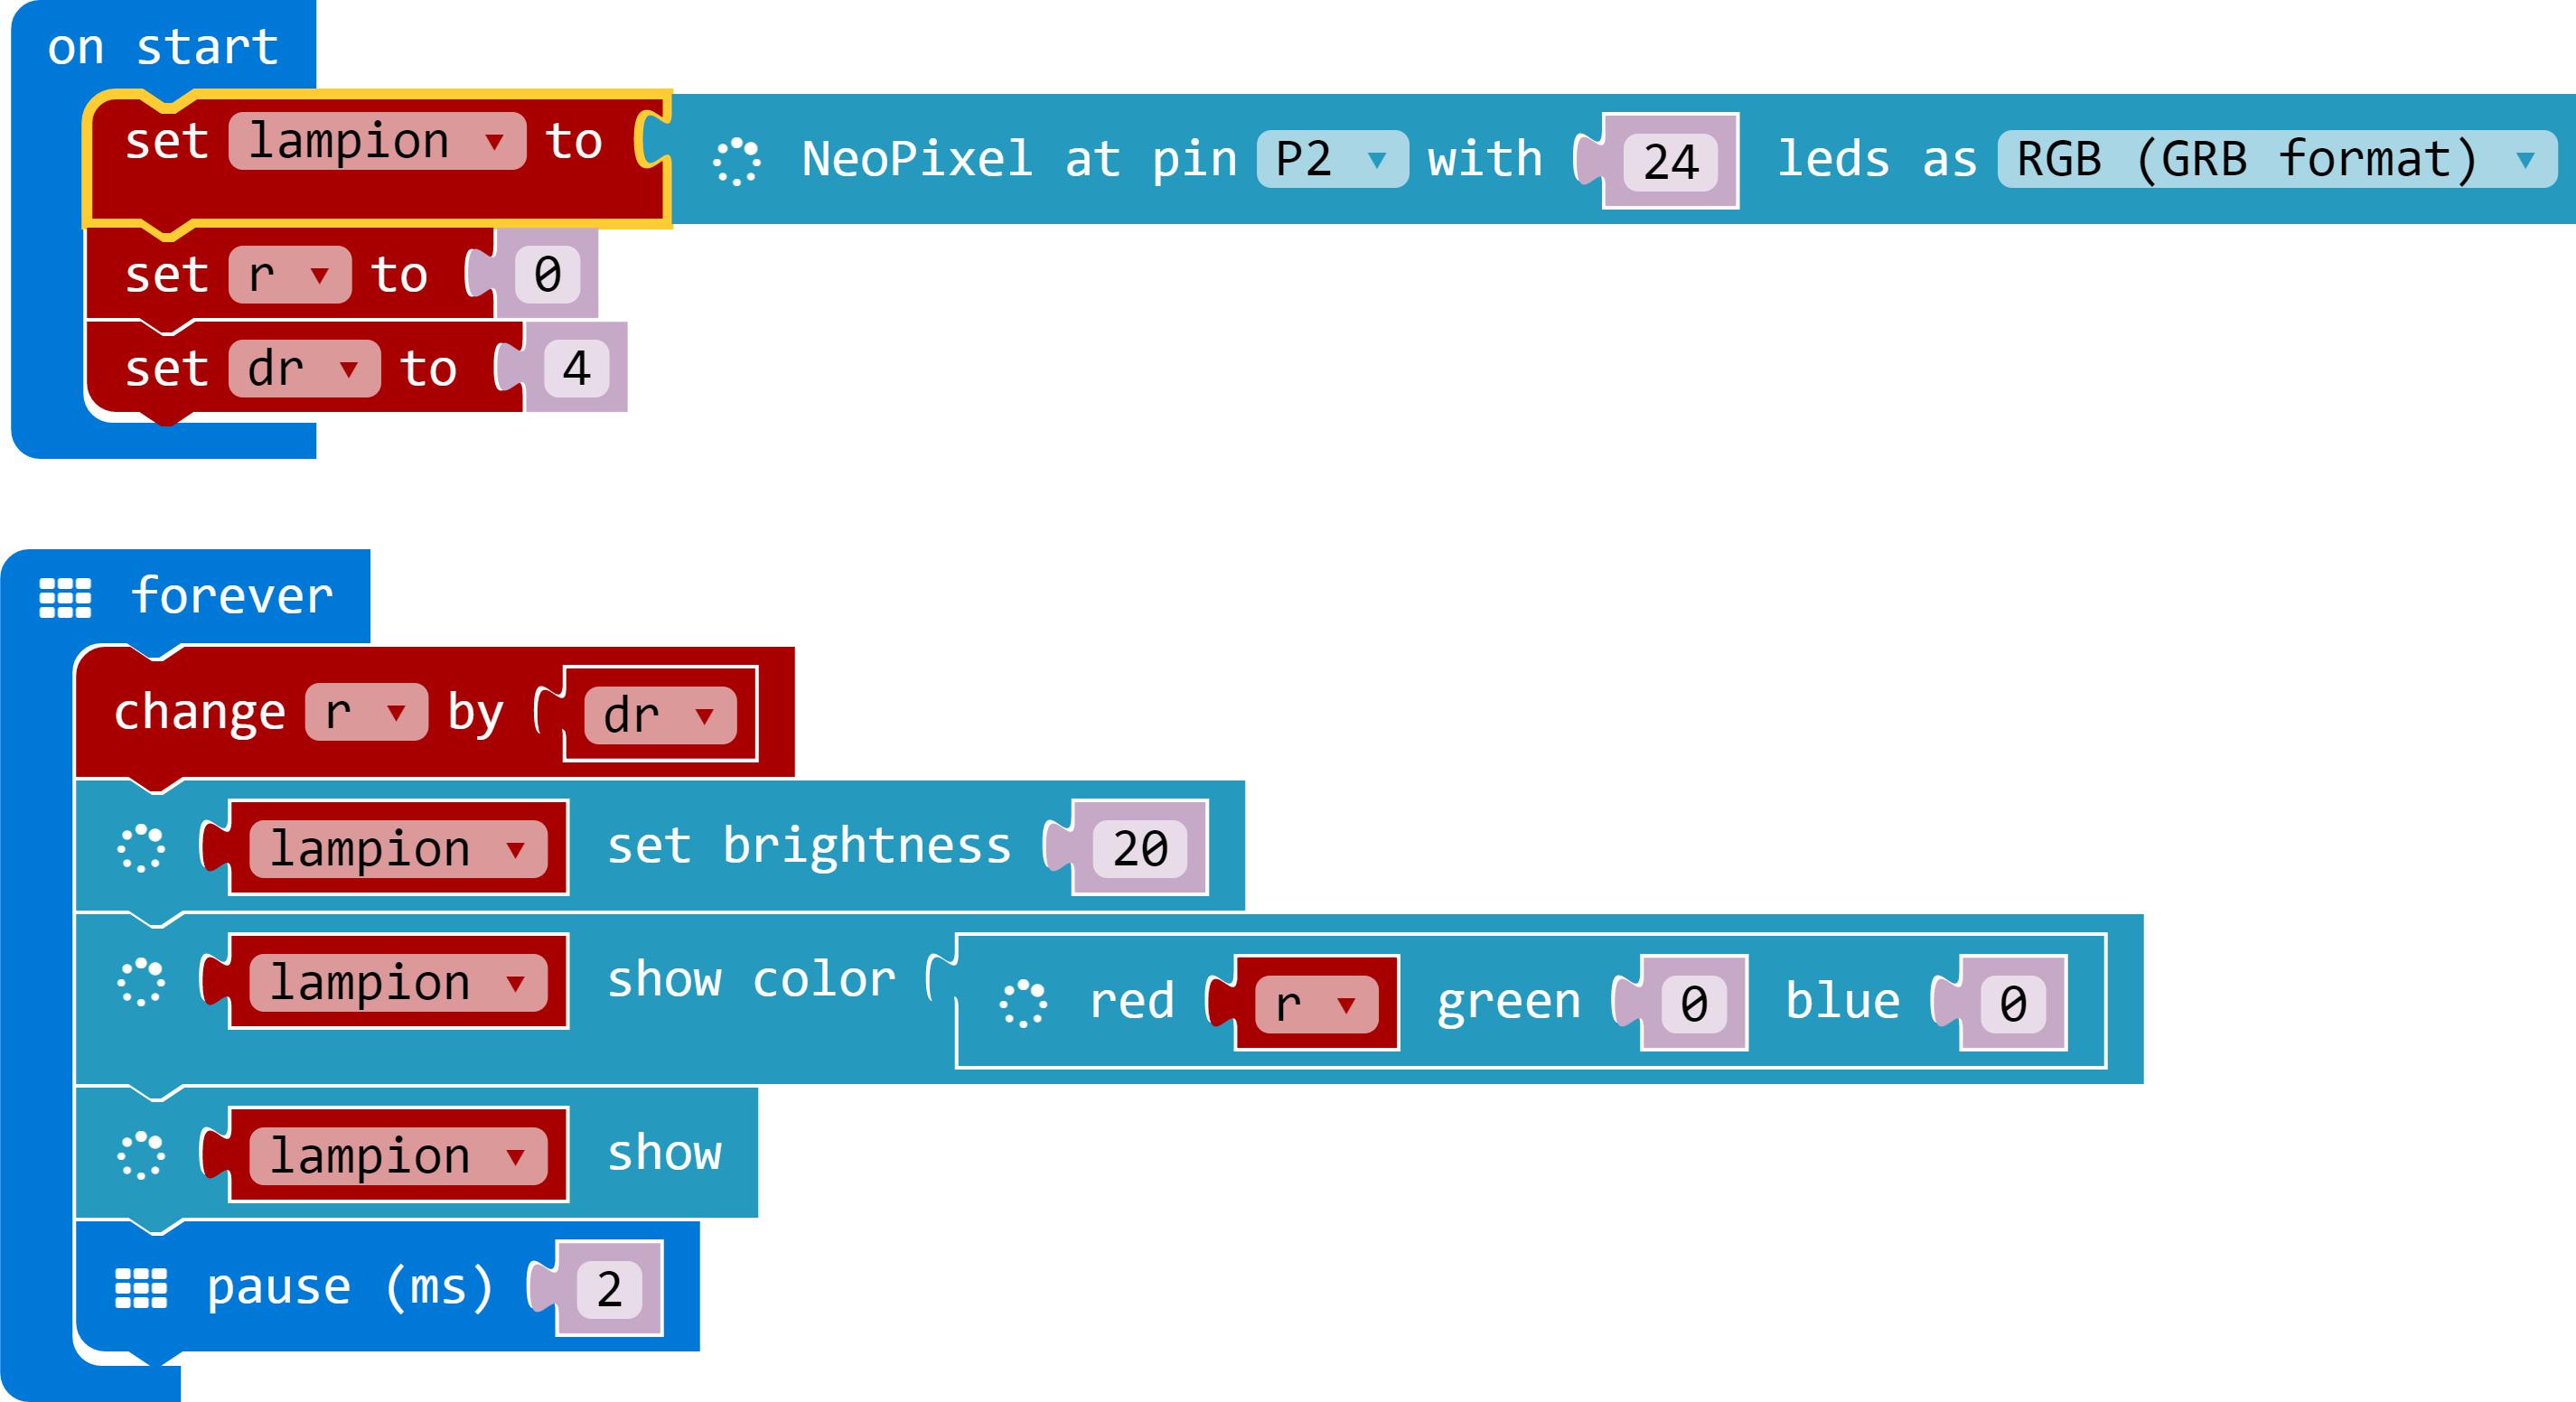 on start
set lampion to NeoPixel at pin P2 with 24 leds as RGB (GRB format)
set r to 0
set dr to 4
forever
change r by dr
lampion set brightness 20
lampion show color red r green 0 blue 0
lampion show
pause (ms) 2